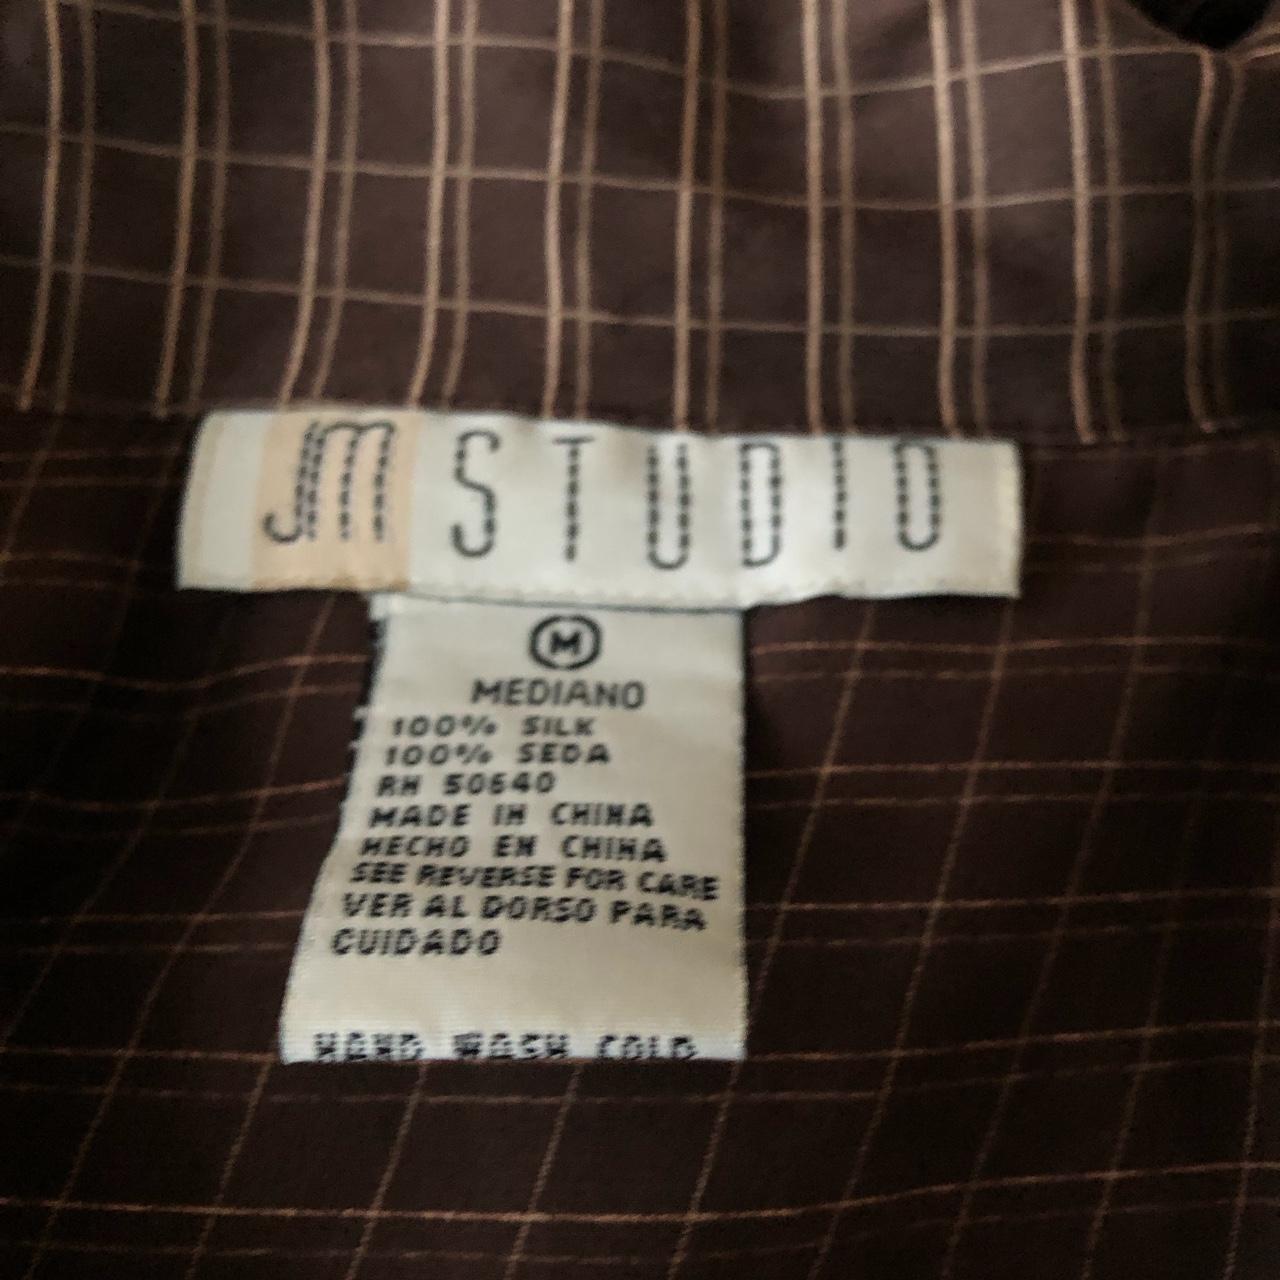 JM STUDIO
M
MEDIANO
100% SILK
100% SEDA
RN 50640
MADE IN CHINA
HECHO EN CHINA
SEE REVERSE FOR CARE
VER AL DORSO PARA
CUIDADO
HAND WASH COLD